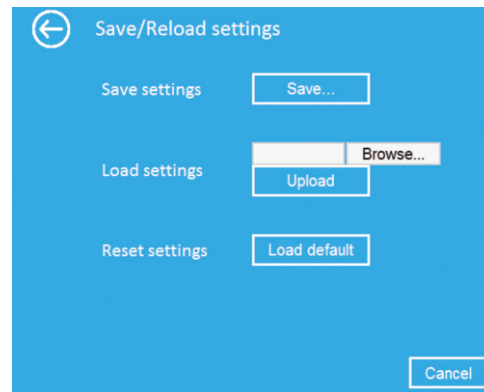 Save/Reload settings
Save settings Save...
Browse...
Load settings
Upload
Reset settings Load default
Cancel